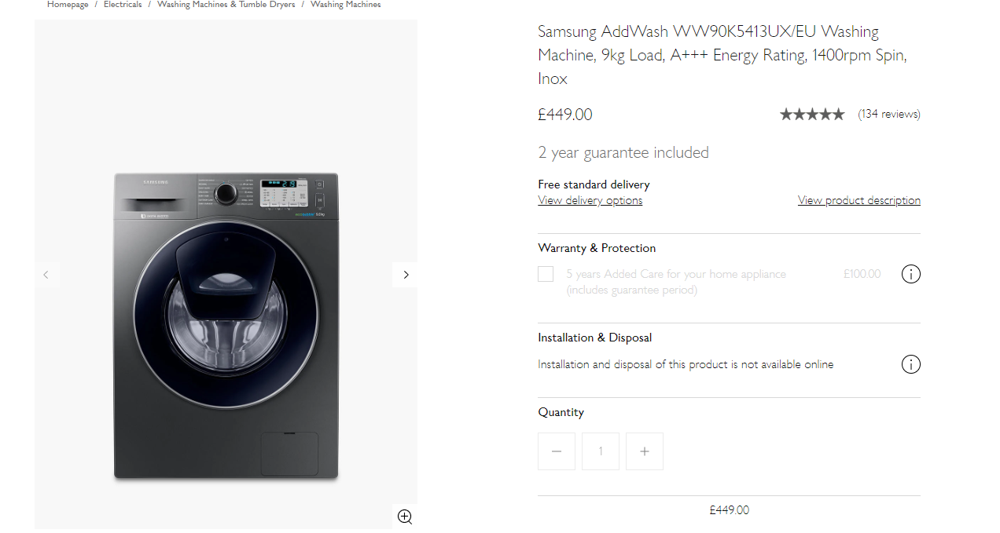 Homepage / Electricals / Washing Machines & Tumble Dryers / Washing Machines
SAMSUNG
Samsung AddWash WW90K5413UX/EU Washing
Machine, 9kg Load, A+++ Energy Rating, 1400rpm Spin,
Inox
£449.00
(134 reviews)
2 year guarantee included
Free standard delivery
View delivery options
View product description
Warranty & Protection
5 years Added Care for your home appliance
£100.00
(includes guarantee period)
Installation & Disposal
Installation and disposal of this product is not available online
Quantity
1
£449.00